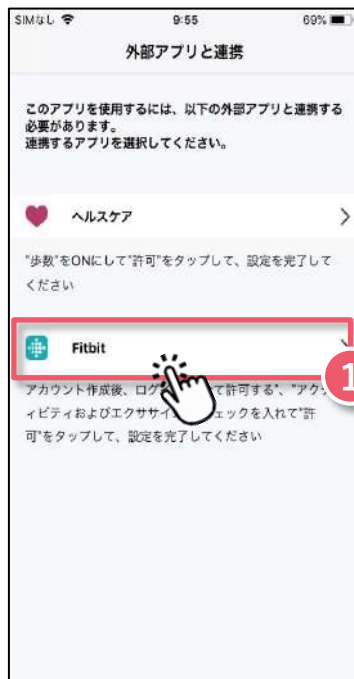 SIMなし 9:55 69%
外部アプリと連携
このアプリを使用するには、以下の外部アプリと連携する
必要があります。
連携するアプリを選択してください。
ヘルスケア
"歩数"をONにして"許可"をタップして、設定を完了して
ください
Fitbit
1
アカウント作成後、ログ て許可する"、"アク
ィビティおよびエクササイ ェックを入れて"許
可"をタップして、設定を完了してください